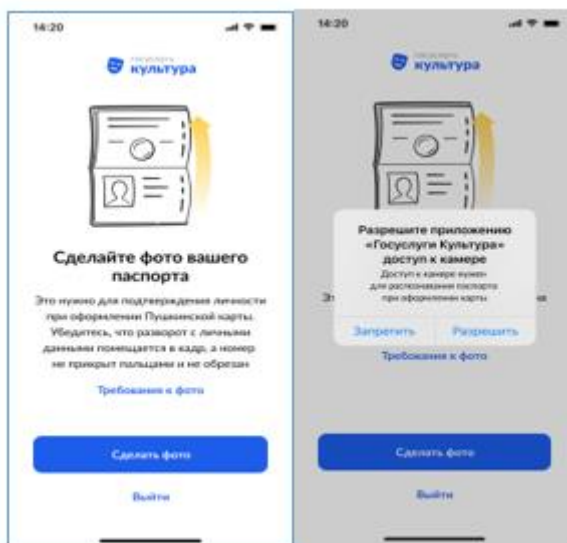 14:20
госуслуги
культура
Сделайте фото вашего
паспорта
Это нужно для подтверждения личности
при оформлении Пушкинской карты.
Убедитесь, что разворот с личными
данными помещается в кадр, а номер
не прикрыт пальцами и не обрезан
Требования к фото
Сделать фото
Выйти
14:20
госуслуги
культура
Разрешите приложению
«Госуслуги Культура»
доступ к камере
Доступ к камере нужен
для распознавания паспорта
при оформлении карты
Запретить Разрешить
Требования к фото
Сделать фото
Выйти